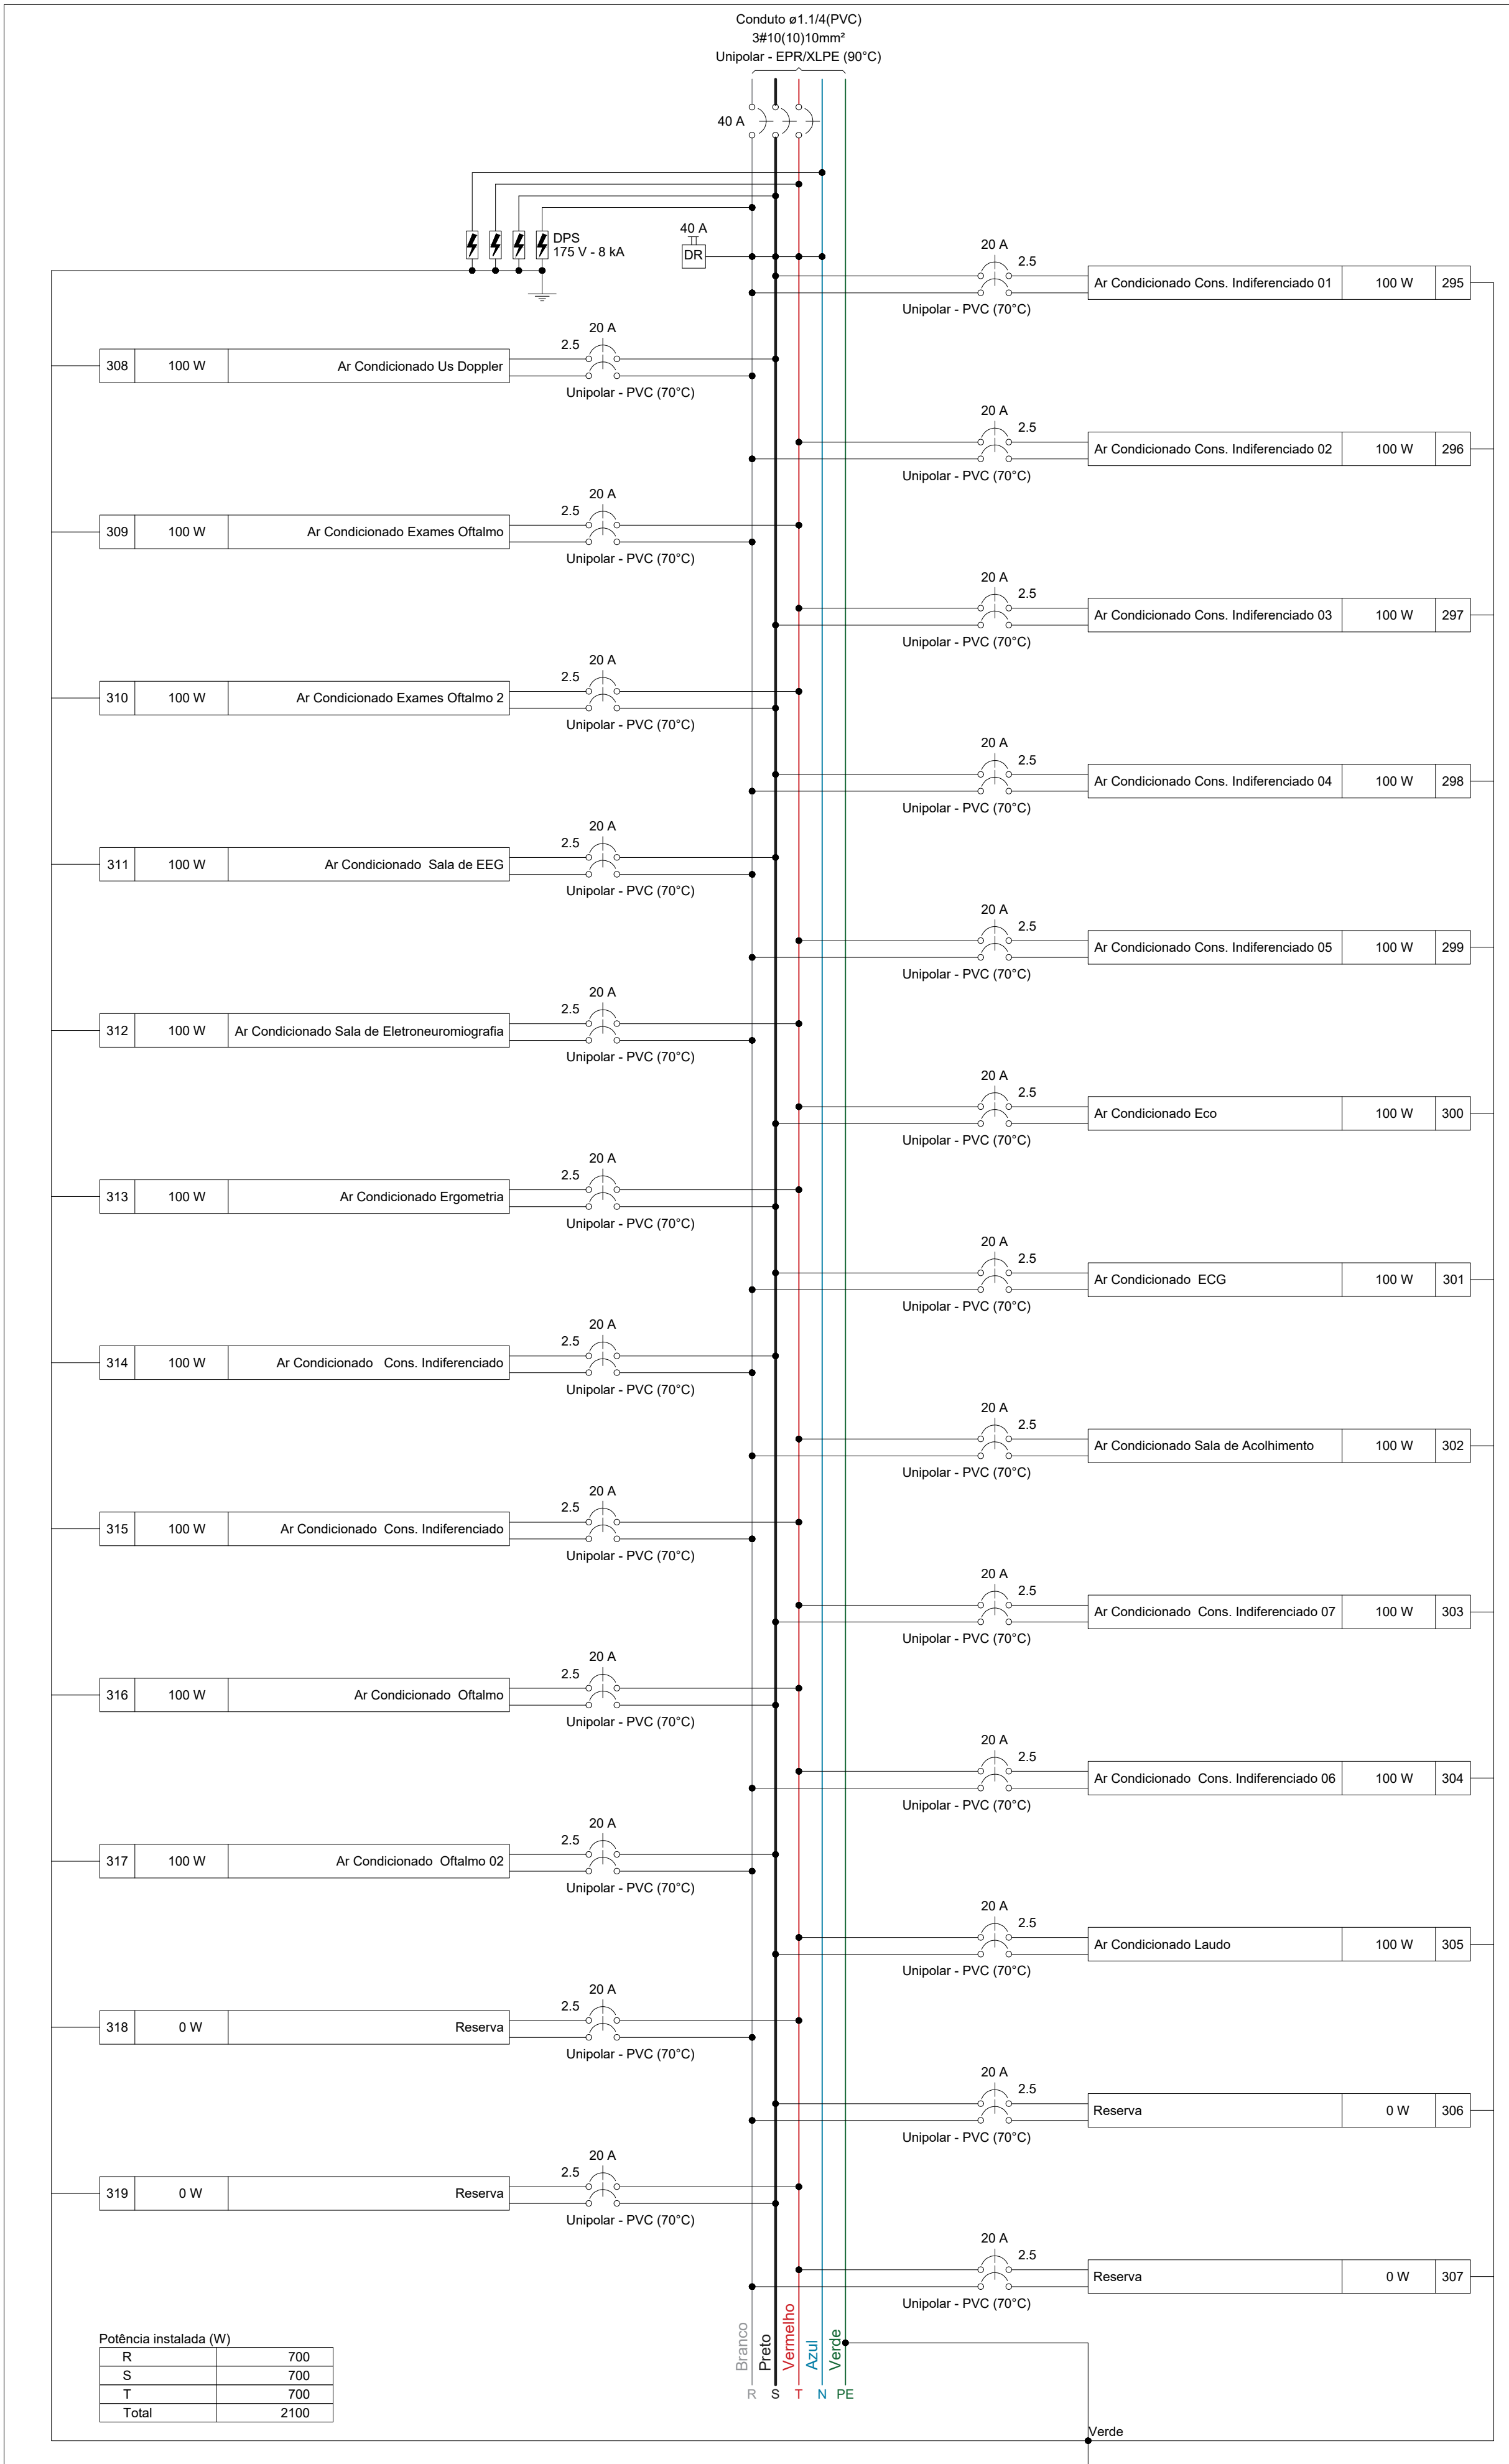 Conduto ø1.1/4(PVC)
3#10(10)10mm²
Unipolar - EPR/XLPE (90°C)
40 A
DPS
175 V - 8 kA
40 A
DR
20 A
2.5
Ar Condicionado Cons. Indiferenciado 01 100 W 295
Unipolar - PVC (70°C)
20 A
2.5
308 100 W Ar Condicionado Us Doppler
Unipolar - PVC (70°C)
20 A
2.5
Ar Condicionado Cons. Indiferenciado 02 100 W 296
Unipolar - PVC (70°C)
20 A
2.5
309 100 W Ar Condicionado Exames Oftalmo
Unipolar - PVC (70°C)
20 A
2.5
Ar Condicionado Cons. Indiferenciado 03 100 W 297
Unipolar - PVC (70°C)
20 A
2.5
310 100 W Ar Condicionado Exames Oftalmo 2
Unipolar - PVC (70°C)
20 A
2.5
Ar Condicionado Cons. Indiferenciado 04 100 W 298
Unipolar - PVC (70°C)
20 A
2.5
311 100 W Ar Condicionado Sala de EEG
Unipolar - PVC (70°C)
20 A
2.5
Ar Condicionado Cons. Indiferenciado 05 100 W 299
Unipolar - PVC (70°C)
20 A
2.5
312 100 W Ar Condicionado Sala de Eletroneuromiografia
Unipolar - PVC (70°C)
20 A
2.5
Ar Condicionado Eco 100 W 300
Unipolar - PVC (70°C)
20 A
2.5
313 100 W Ar Condicionado Ergometria
Unipolar - PVC (70°C)
20 A
2.5
Ar Condicionado ECG 100 W 301
Unipolar - PVC (70°C)
20 A
2.5
314 100 W Ar Condicionado Cons. Indiferenciado
Unipolar - PVC (70°C)
20 A
2.5
Ar Condicionado Sala de Acolhimento 100 W 302
Unipolar - PVC (70°C)
20 A
2.5
315 100 W Ar Condicionado Cons. Indiferenciado
Unipolar - PVC (70°C)
20 A
2.5
Ar Condicionado Cons. Indiferenciado 07 100 W 303
Unipolar - PVC (70°C)
20 A
2.5
316 100 W Ar Condicionado Oftalmo
Unipolar - PVC (70°C)
20 A
2.5
Ar Condicionado Cons. Indiferenciado 06 100 W 304
Unipolar - PVC (70°C)
20 A
2.5
317 100 W Ar Condicionado Oftalmo 02
Unipolar - PVC (70°C)
20 A
2.5
Ar Condicionado Laudo 100 W 305
Unipolar - PVC (70°C)
20 A
2.5
318 0 W Reserva
Unipolar - PVC (70°C)
20 A
2.5
Reserva 0 W 306
Unipolar - PVC (70°C)
20 A
2.5
319 0 W Reserva
Unipolar - PVC (70°C)
20 A
2.5
Reserva 0 W 307
Unipolar - PVC (70°C)
Branco
Preto
Vermelho
Azul
Verde
R S T N PE
Potência instalada (W)
R 700
S 700
T 700
Total 2100
Verde